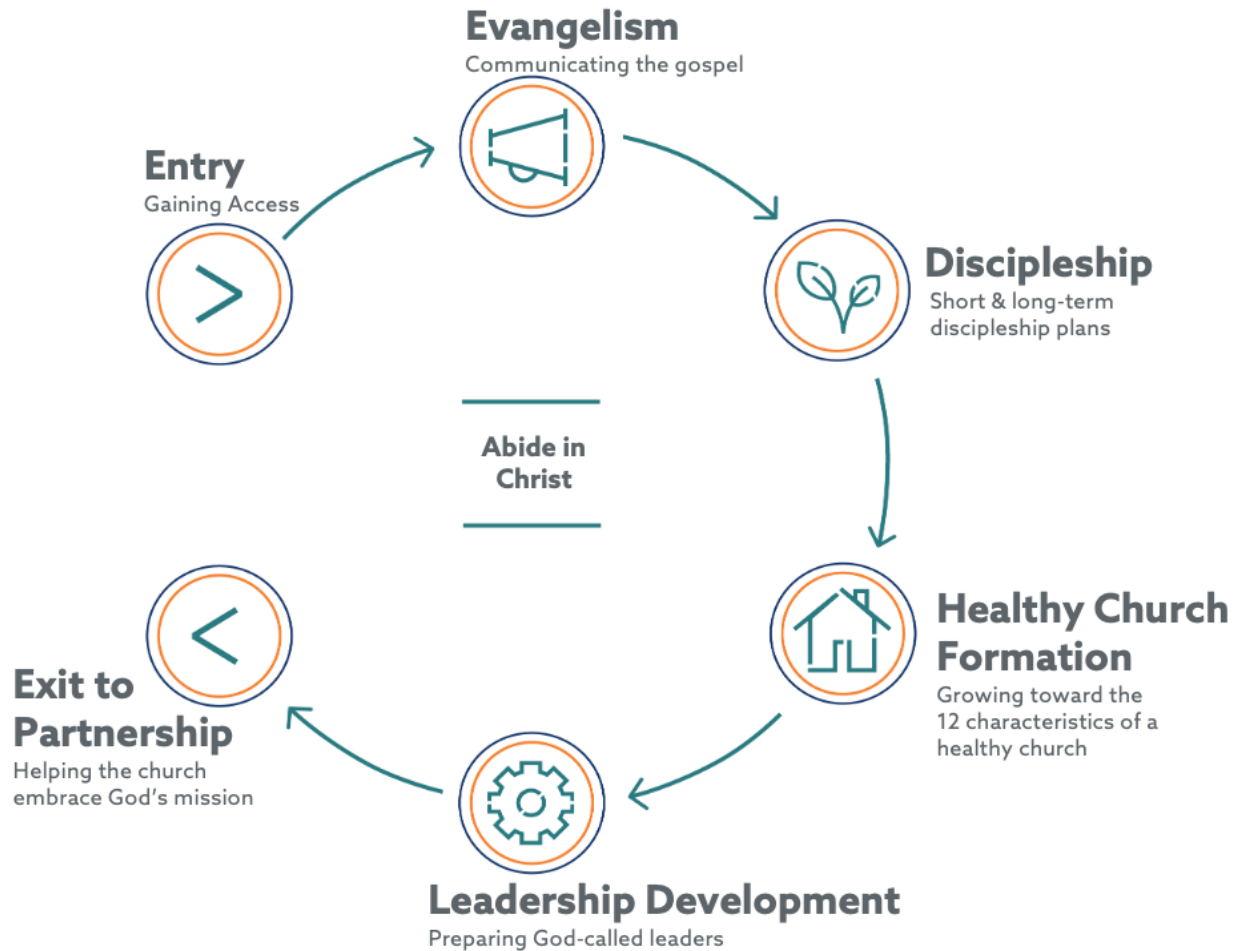 Evangelism
Communicating the gospel
Entry
Gaining Access
Discipleship
Short & long-term
discipleship plans
Abide in
Christ
Healthy Church
Formation
Growing toward the
12 characteristics of a
healthy church
Exit to
Partnership
Helping the church
embrace God's mission
Leadership Development
Preparing God-called leaders